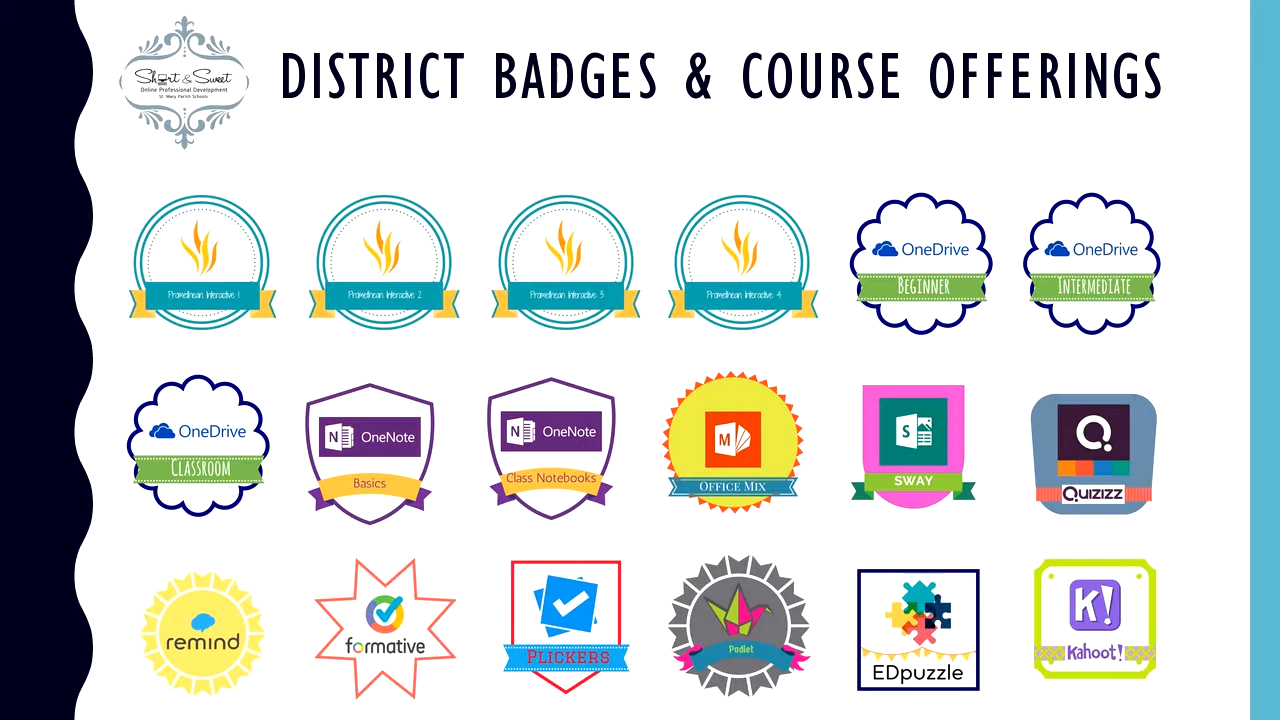 Short & Sweet
Online Professional Development
St. Mary Parish Schools
DISTRICT BADGES & COURSE OFFERINGS
Promethean Interactive 1
Promethean Interactive 2
Promethean Interactive 3
Promethean Interactive 4
OneDrive
BEGINNER
OneDrive
INTERMEDIATE
OneDrive
CLASSROOM
N OneNote
Basics
N OneNote
Class Notebooks
M
OFFICE MIX
S
SWAY
Q
QUIZIZZ
remind
formative
PLICKERS
Padlet
EDpuzzle
K!
Kahoot!